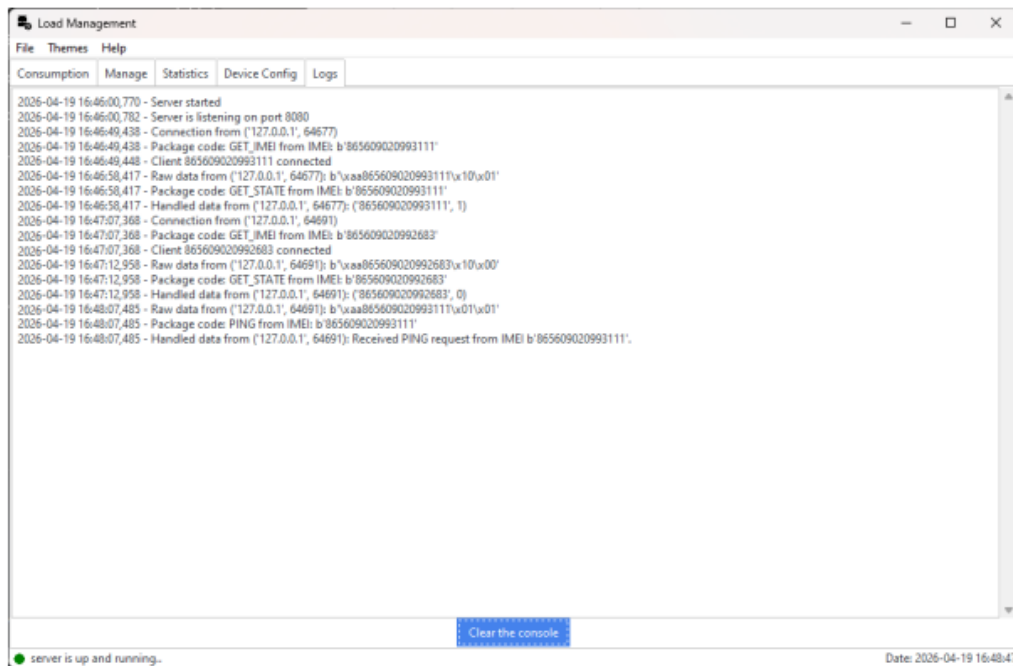 Load Management
File Themes Help
Consumption Manage Statistics Device Config Logs
2026-04-19 16:46:00,770 - Server started
2026-04-19 16:46:00,782 - Server is listening on port 8080
2026-04-19 16:46:49,438 - Connection from ('127.0.0.1', 64677)
2026-04-19 16:46:49,438 - Package code: GET_IMEI from IMEI: b'865609020993111'
2026-04-19 16:46:49,448 - Client 865609020993111 connected
2026-04-19 16:46:58,417 - Raw data from ('127.0.0.1', 64677): b'\xaa865609020993111\x10\x01'
2026-04-19 16:46:58,417 - Package code: GET_STATE from IMEI: b'865609020993111'
2026-04-19 16:46:58,417 - Handled data from ('127.0.0.1', 64677): ('865609020993111', 1)
2026-04-19 16:47:07,368 - Connection from ('127.0.0.1', 64691)
2026-04-19 16:47:07,368 - Package code: GET_IMEI from IMEI: b'865609020992683'
2026-04-19 16:47:07,368 - Client 865609020992683 connected
2026-04-19 16:47:12,958 - Raw data from ('127.0.0.1', 64691): b'\xaa865609020992683\x10\x00'
2026-04-19 16:47:12,958 - Package code: GET_STATE from IMEI: b'865609020992683'
2026-04-19 16:47:12,958 - Handled data from ('127.0.0.1', 64691): ('865609020992683', 0)
2026-04-19 16:48:07,485 - Raw data from ('127.0.0.1', 64691): b'\xaa865609020993111\x01\x01'
2026-04-19 16:48:07,485 - Package code: PING from IMEI: b'865609020993111'
2026-04-19 16:48:07,485 - Handled data from ('127.0.0.1', 64691): Received PING request from IMEI b'865609020993111'.
Clear the console
server is up and running..
Date: 2026-04-19 16:48:4